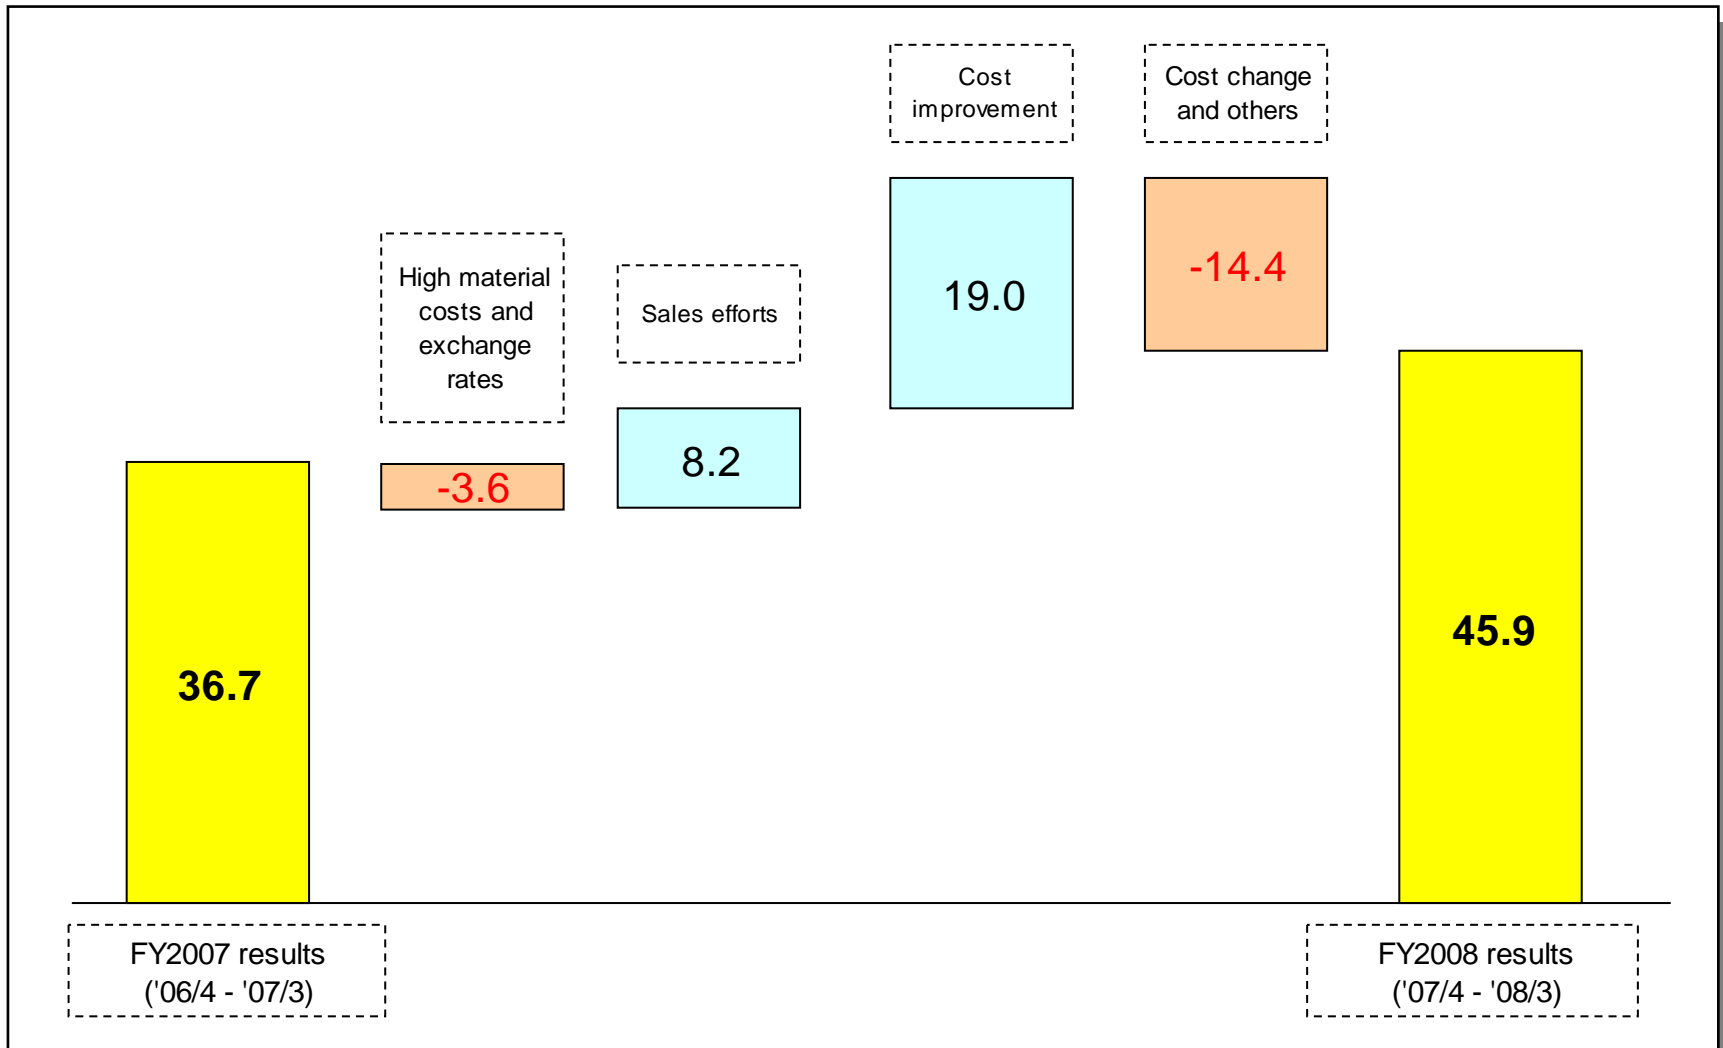 Cost
improvement
Cost change
and others
High material
costs and
exchange
rates
Sales efforts
19.0
-14.4
8.2
-3.6
36.7
45.9
FY2007 results
('06/4 - '07/3)
FY2008 results
('07/4 - '08/3)